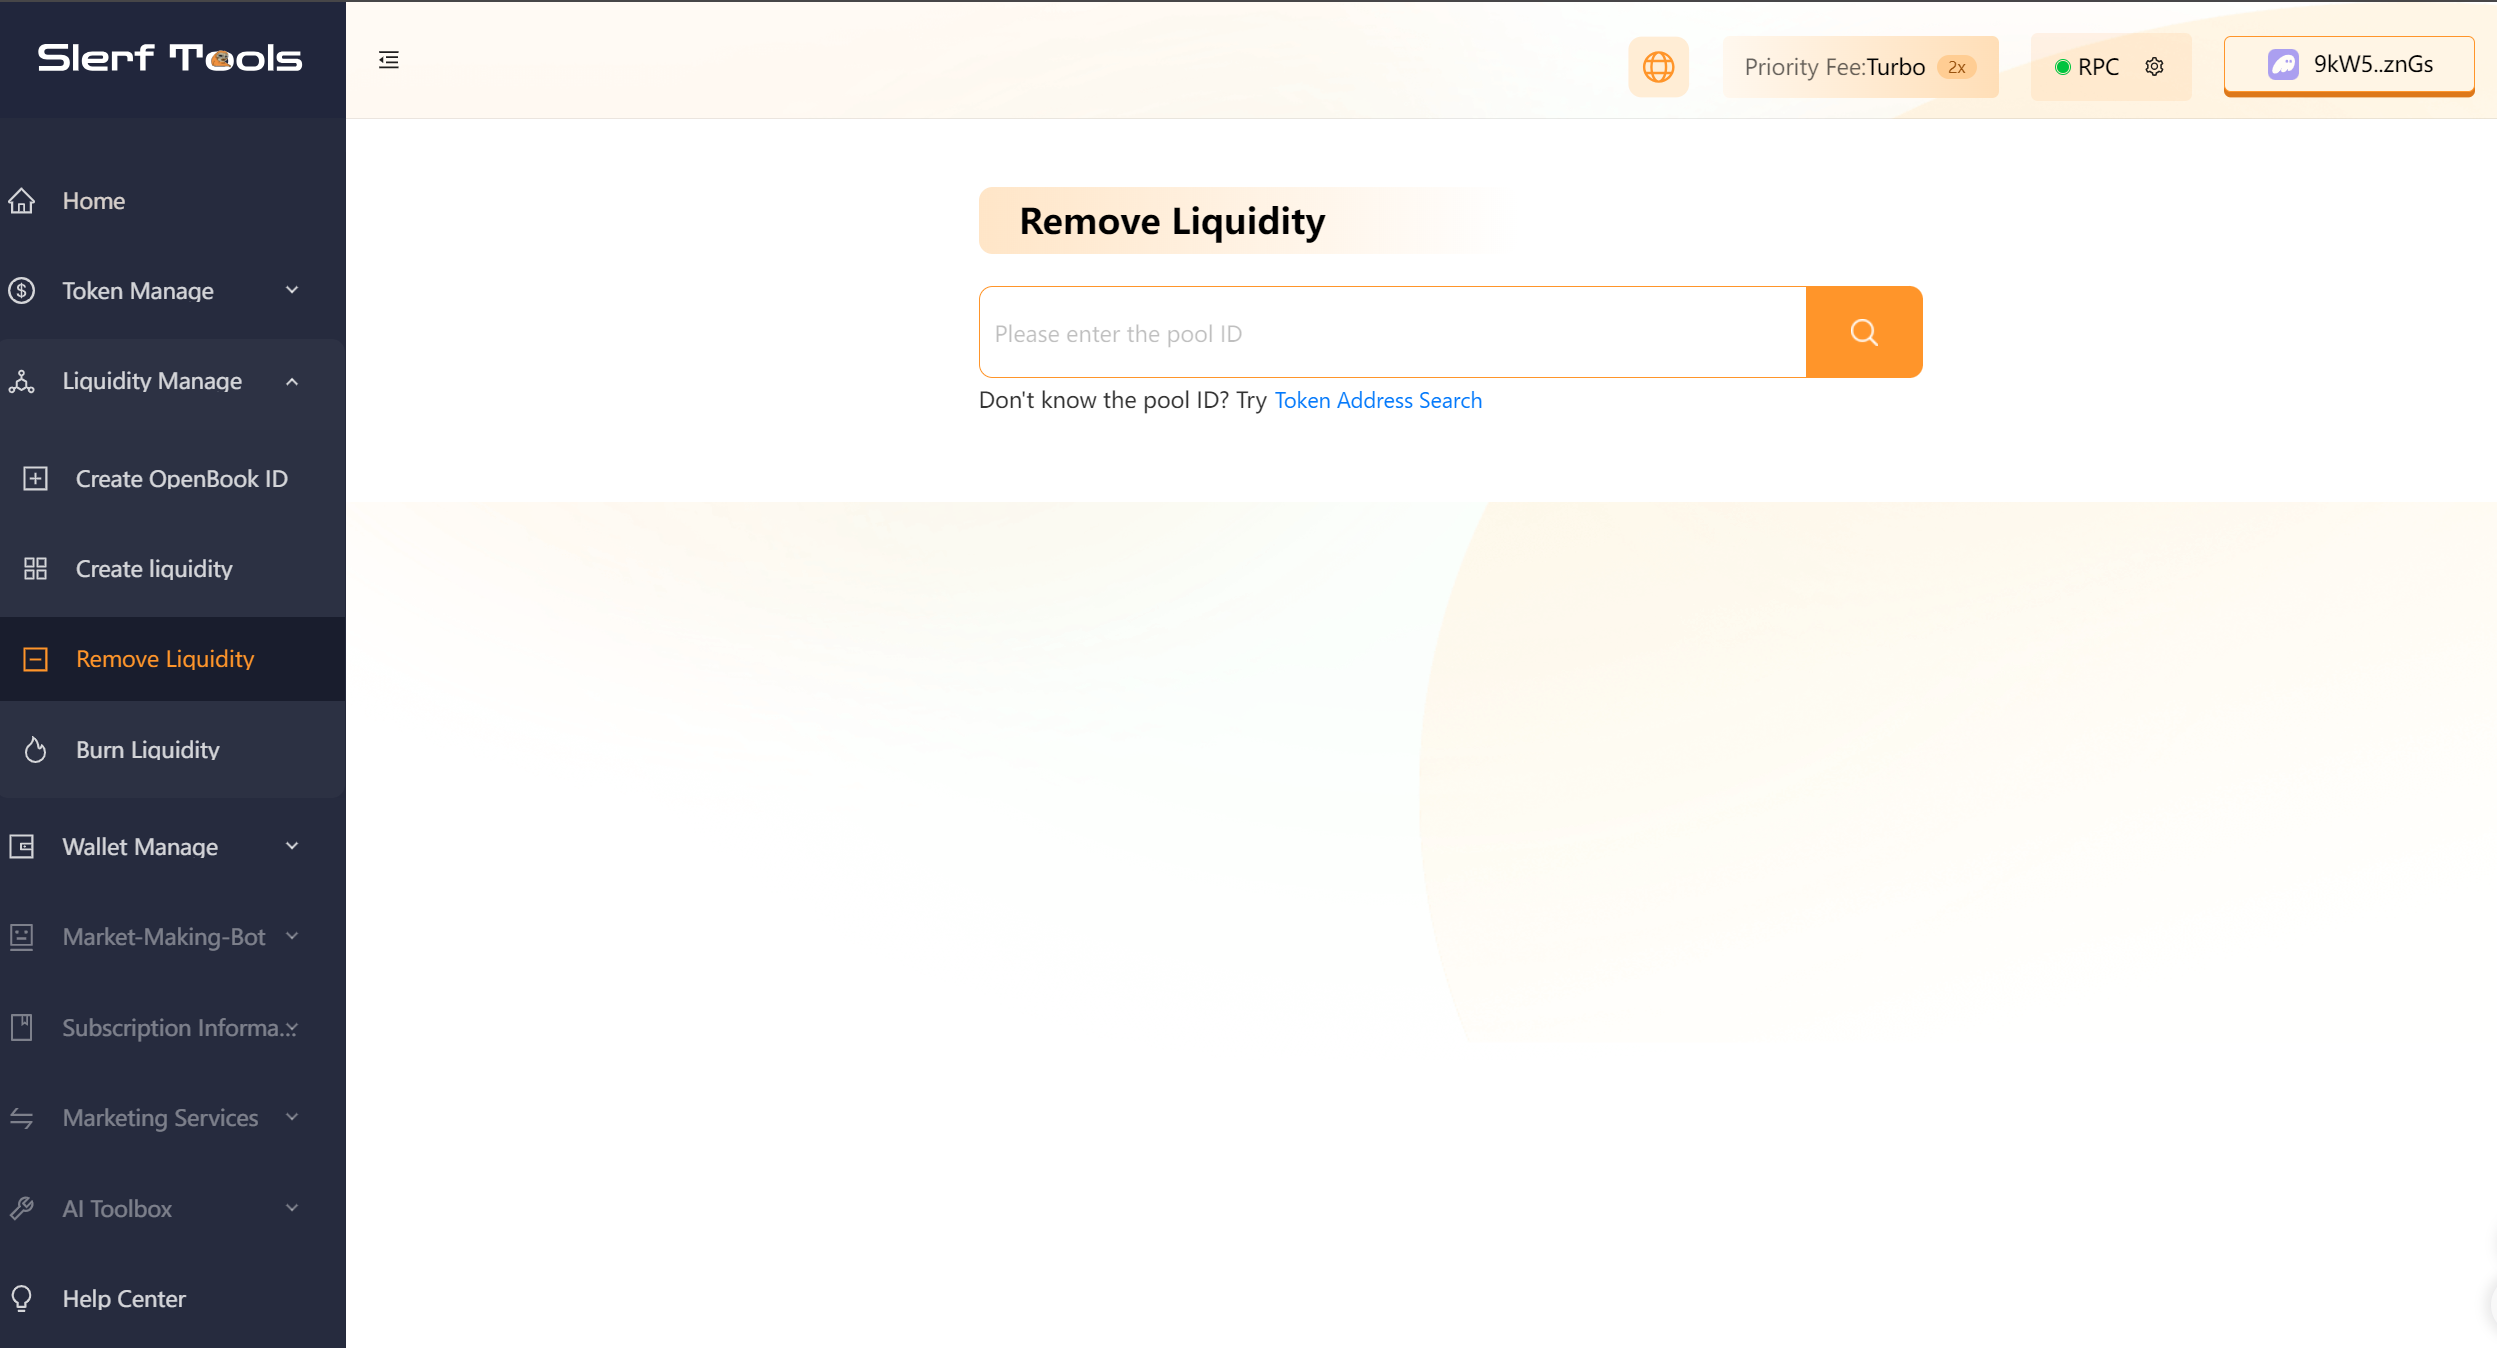 Slerf Tools
Priority Fee:Turbo 2x
RPC
9kW5..znGs
Home
Token Manage
Liquidity Manage
Create OpenBook ID
Create liquidity
Remove Liquidity
Burn Liquidity
Wallet Manage
Market-Making-Bot
Subscription Informa...
Marketing Services
AI Toolbox
Help Center
Remove Liquidity
Please enter the pool ID
Don't know the pool ID? Try Token Address Search